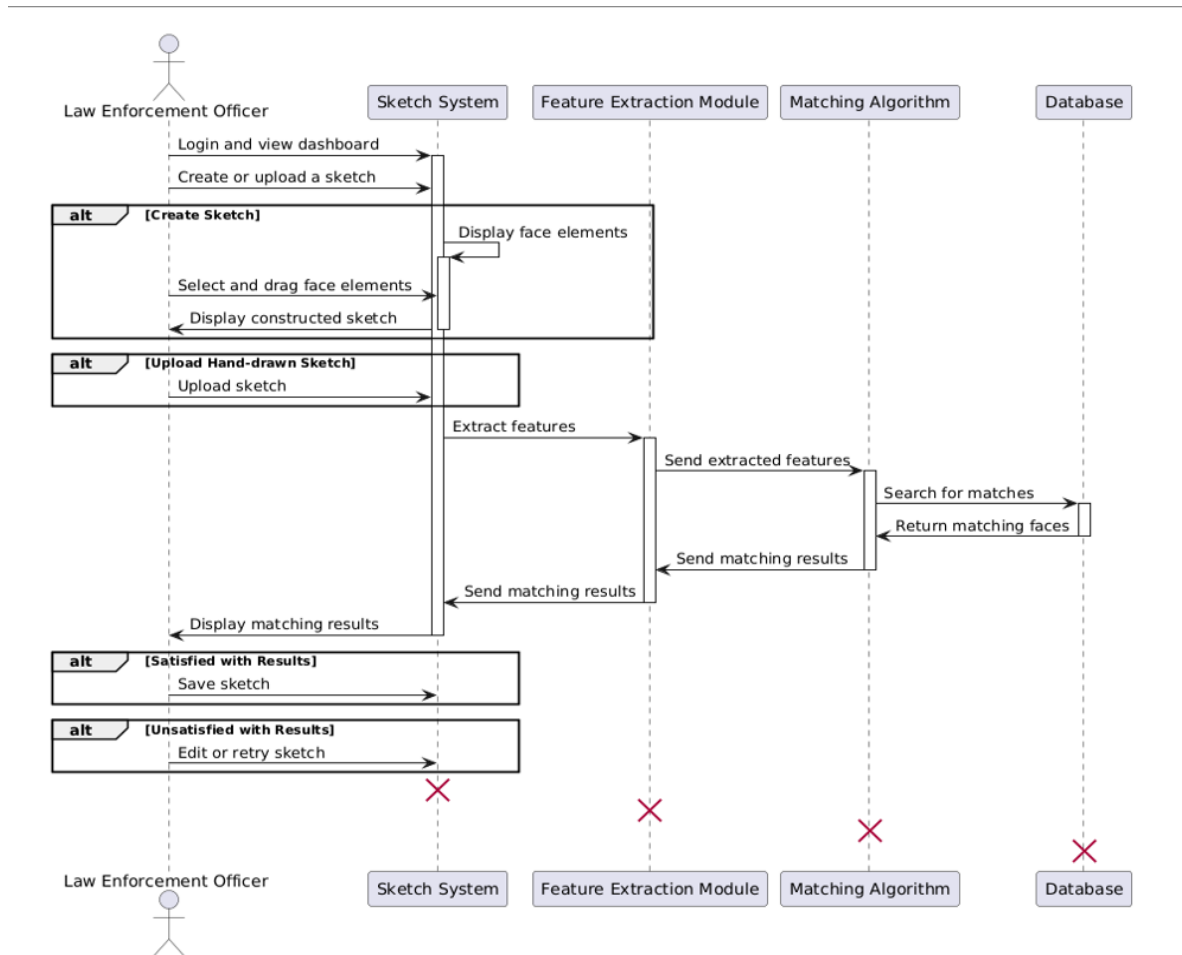 Law Enforcement Officer
Sketch System
Feature Extraction Module
Matching Algorithm
Database
Login and view dashboard
Create or upload a sketch
alt
[Create Sketch]
Display face elements
Select and drag face elements
Display constructed sketch
alt
[Upload Hand-drawn Sketch]
Upload sketch
Extract features
Send extracted features
Search for matches
Return matching faces
Send matching results
Send matching results
Display matching results
alt
[Satisfied with Results]
Save sketch
alt
[Unsatisfied with Results]
Edit or retry sketch
Law Enforcement Officer
Sketch System
Feature Extraction Module
Matching Algorithm
Database